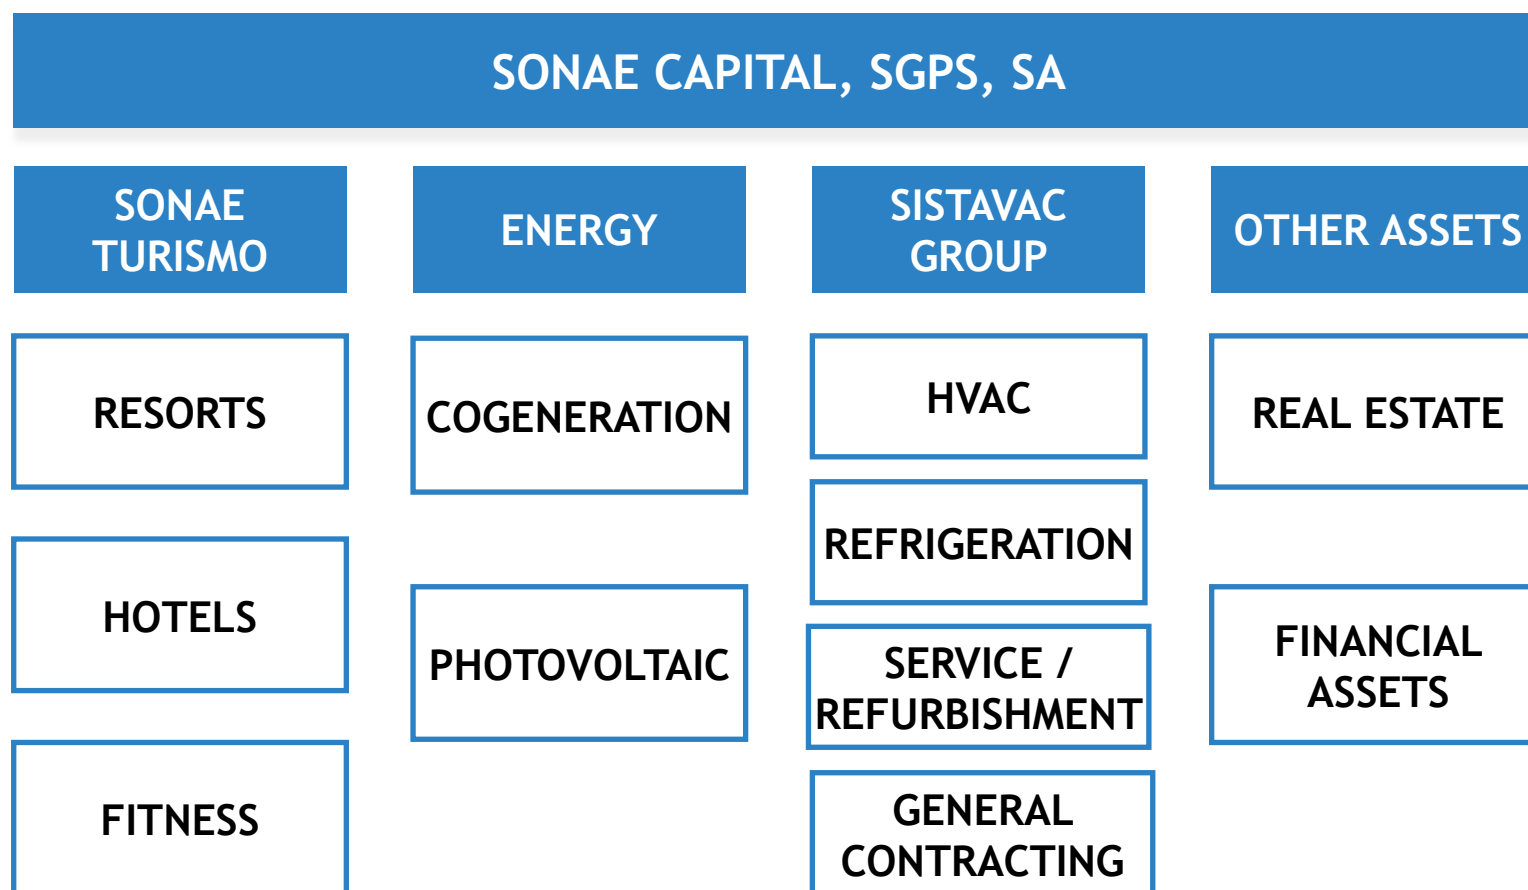 SONAE CAPITAL, SGPS, SA
SONAE
TURISMO
RESORTS
HOTELS
FITNESS
ENERGY
COGENERATION
PHOTOVOLTAIC
SISTAVAC
GROUP
HVAC
REFRIGERATION
SERVICE /
REFURBISHMENT
GENERAL
CONTRACTING
OTHER ASSETS
REAL ESTATE
FINANCIAL
ASSETS